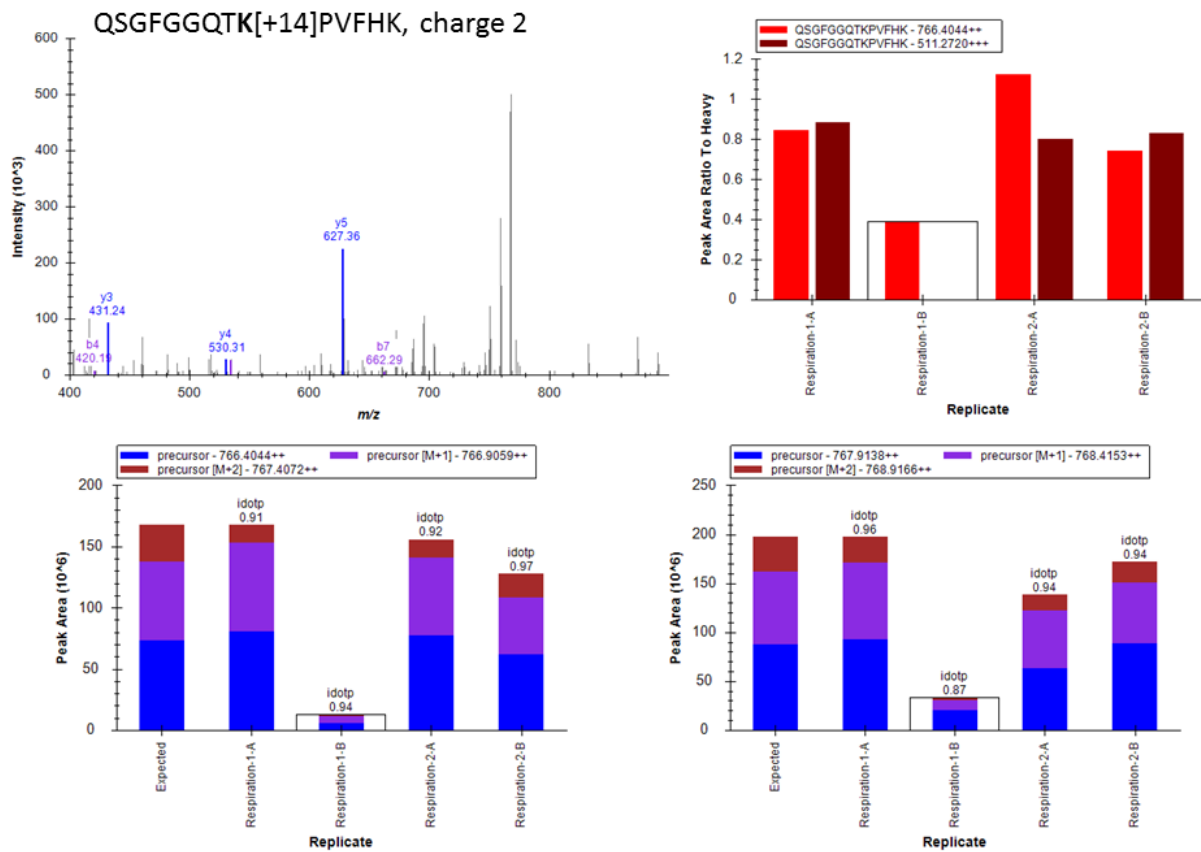 QSGFGGQTK[+14]PVFHK, charge 2
600
500
400
300
200
100
0
Intensity (10^3)
y3
431.24
b4
420.19
y4
530.31
y5
627.36
b7
662.29
400
500
600
700
800
m/z
QSGFGGQTKPVFHK - 766.4044++
QSGFGGQTKPVFHK - 511.2720+++
1.2
1
0.8
0.6
0.4
0.2
0
Peak Area Ratio To Heavy
Respiration-1-A
Respiration-1-B
Respiration-2-A
Respiration-2-B
Replicate
precursor - 766.4044++
precursor [M+1] - 766.9059++
precursor [M+2] - 767.4072++
200
150
100
50
0
Peak Area (10^6)
idotp
0.91
idotp
0.94
idotp
0.92
idotp
0.97
Expected
Respiration-1-A
Respiration-1-B
Respiration-2-A
Respiration-2-B
Replicate
precursor - 767.9138++
precursor [M+1] - 768.4153++
precursor [M+2] - 768.9166++
250
200
150
100
50
0
Peak Area (10^6)
idotp
0.96
idotp
0.87
idotp
0.94
idotp
0.94
Expected
Respiration-1-A
Respiration-1-B
Respiration-2-A
Respiration-2-B
Replicate